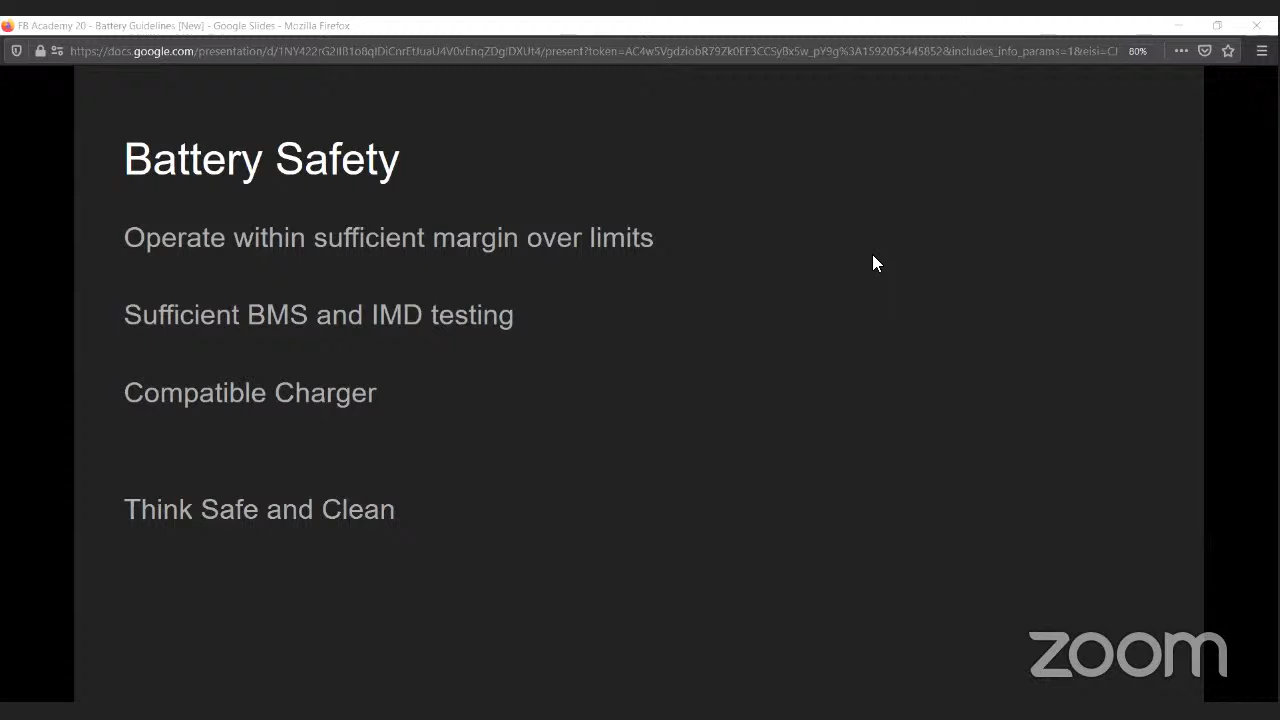 FB Academy 20 - Battery Guidelines [New] - Google Slides - Mozilla Firefox
80%
Battery Safety
Operate within sufficient margin over limits
Sufficient BMS and IMD testing
Compatible Charger
Think Safe and Clean
zoom